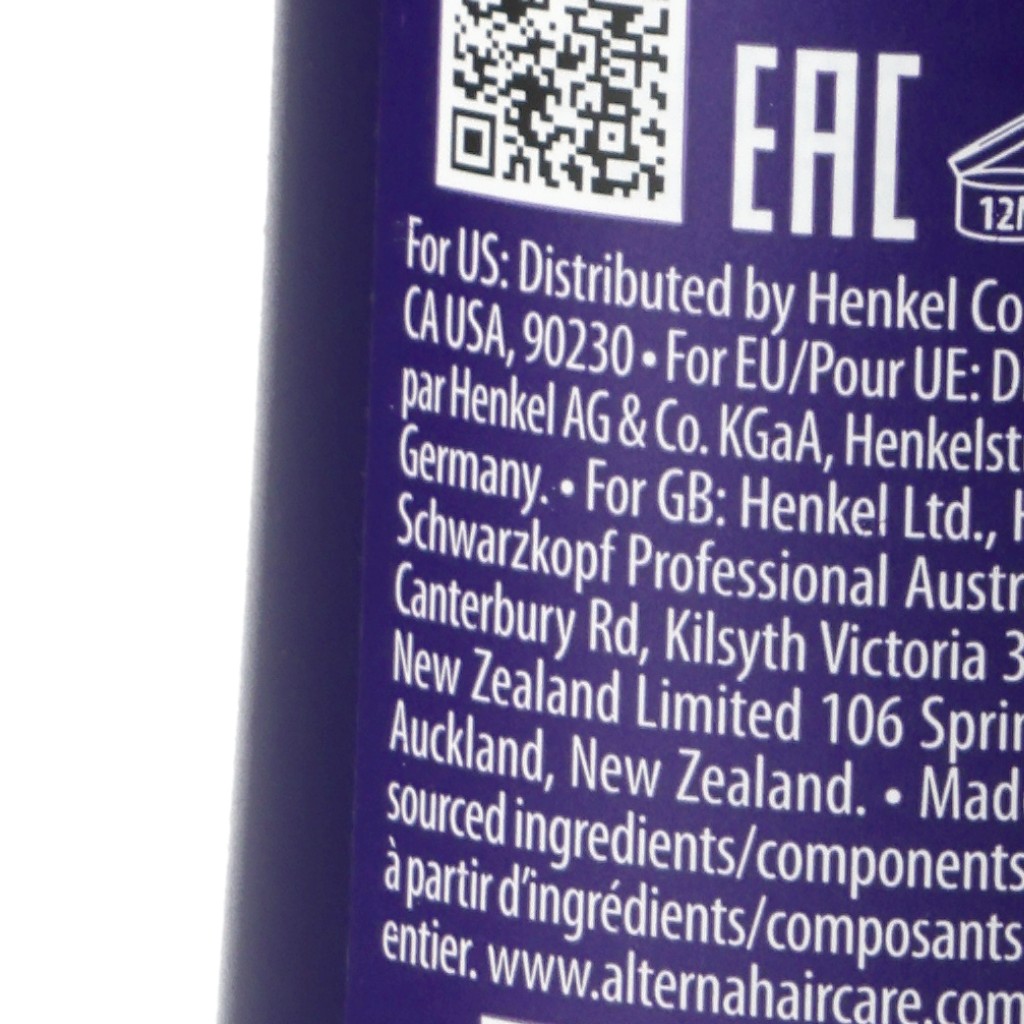 EAC
12M
For US: Distributed by Henkel Co
CA USA, 90230 • For EU/Pour UE: D
par Henkel AG & Co. KGaA, Henkelst
Germany. • For GB: Henkel Ltd., H
Schwarzkopf Professional Austr
Canterbury Rd, Kilsyth Victoria 3
New Zealand Limited 106 Sprin
Auckland, New Zealand. • Mad
sourced ingredients/components
à partir d'ingrédients/composants
entier. www.alternahaircare.com